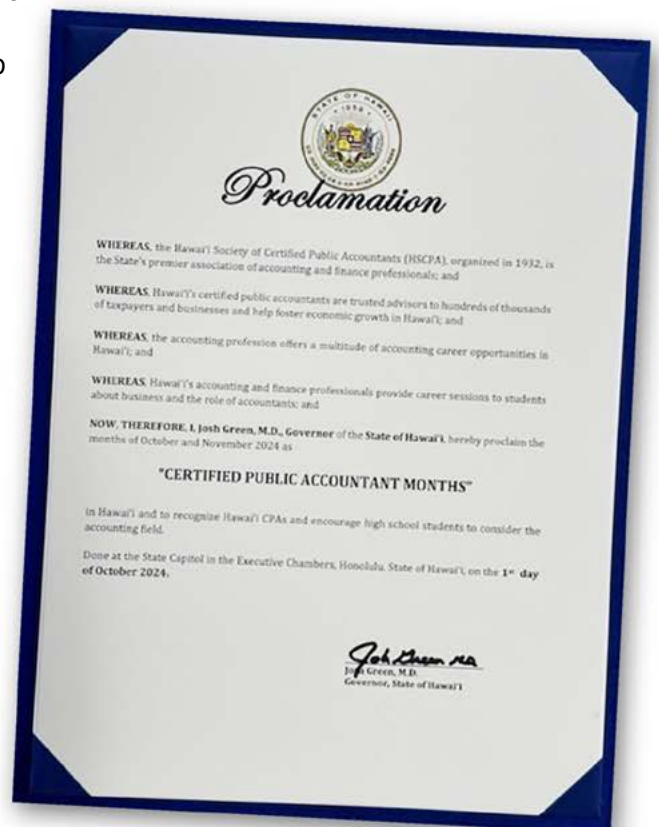 STATE OF HAWAII
1959
Proclamation
WHEREAS, the Hawai'i Society of Certified Public Accountants (HSCPA), organized in 1932, is
the State's premier association of accounting and finance professionals; and
WHEREAS, Hawai'i's certified public accountants are trusted advisors to hundreds of thousands
of taxpayers and businesses and help foster economic growth in Hawai'i; and
WHEREAS, the accounting profession offers a multitude of accounting career opportunities in
Hawai'i; and
WHEREAS, Hawai'i's accounting and finance professionals provide career sessions to students
about business and the role of accountants; and
NOW, THEREFORE, I, Josh Green, M.D., Governor of the State of Hawai'i, hereby proclaim the
months of October and November 2024 as
"CERTIFIED PUBLIC ACCOUNTANT MONTHS"
in Hawai'i and to recognize Hawai'i CPAs and encourage high school students to consider the
accounting field.
Done at the State Capitol in the Executive Chambers, Honolulu, State of Hawai'i, on the 1st day
of October 2024.
Josh Green MD
Josh Green, M.D.
Governor, State of Hawai'i